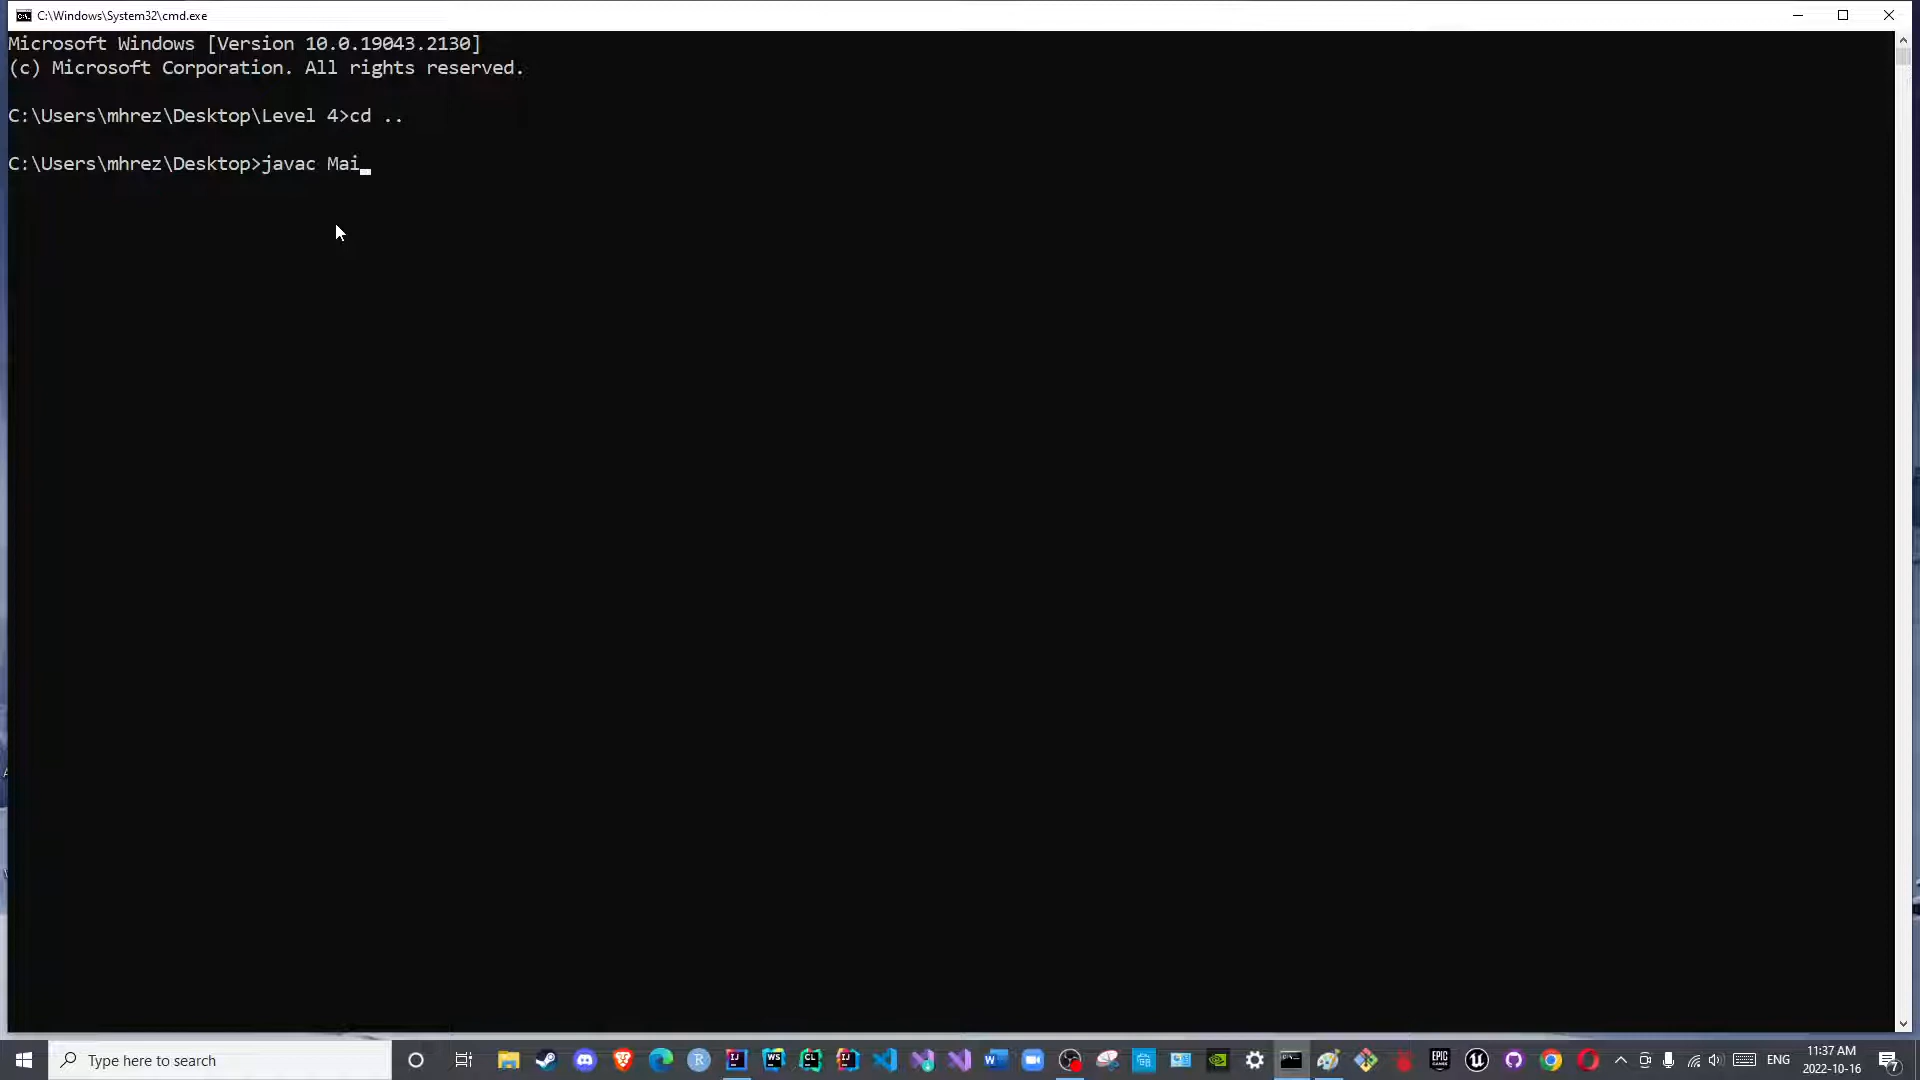 C:\Windows\System32\cmd.exe
Microsoft Windows [Version 10.0.19043.2130]
(c) Microsoft Corporation. All rights reserved.
C:\Users\mhrez\Desktop\Level 4>cd ..
C:\Users\mhrez\Desktop>javac Mai
Type here to search
ENG
11:37 AM
2022-10-16
7